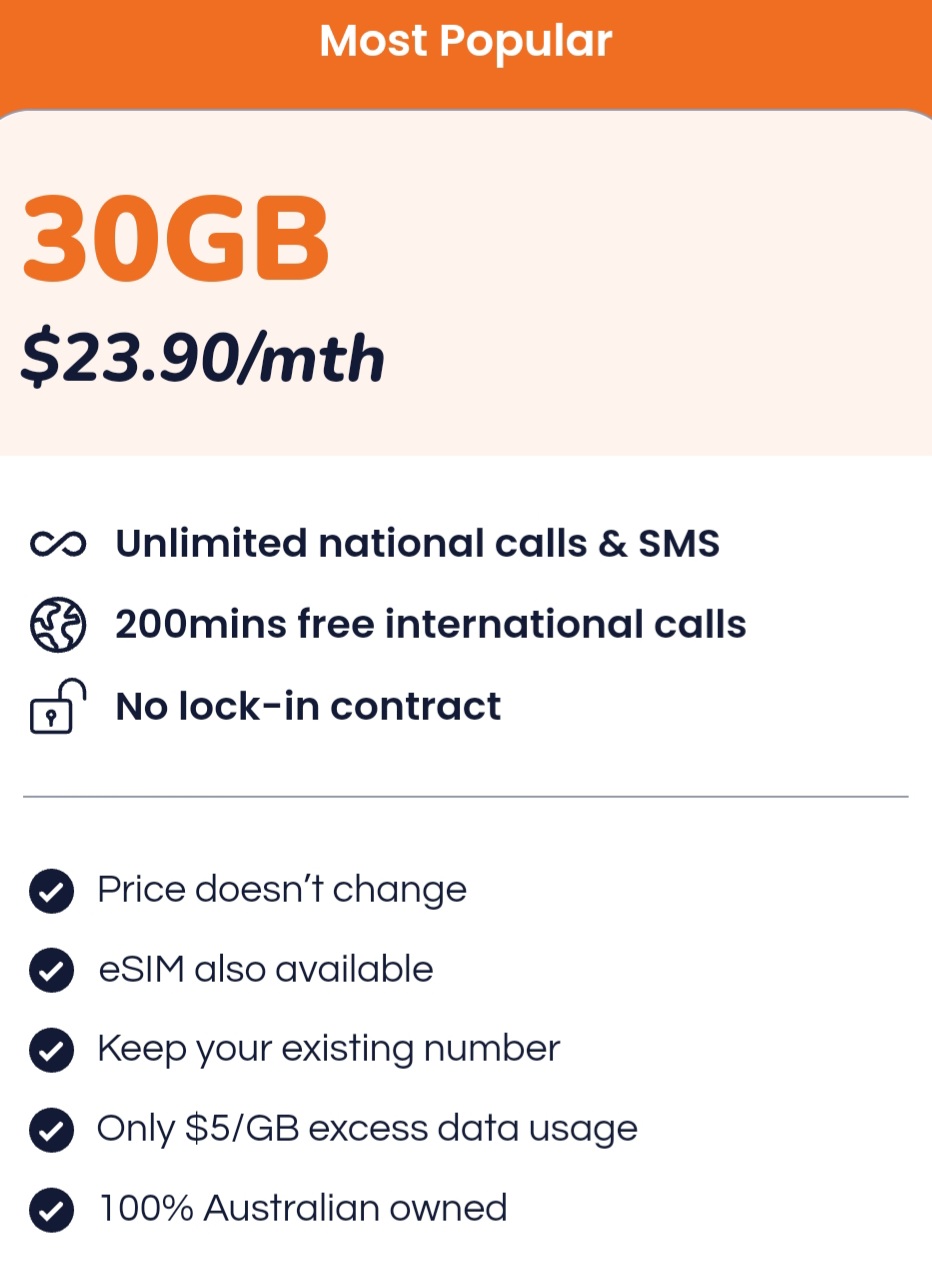 Most Popular
30GB
$23.90/mth
Unlimited national calls & SMS
200mins free international calls
No lock-in contract
Price doesn’t change
eSIM also available
Keep your existing number
Only $5/GB excess data usage
100% Australian owned